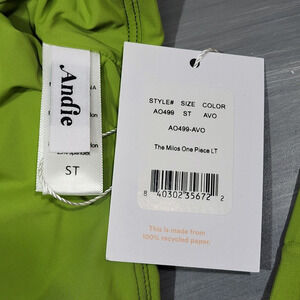 Andie
ST
STYLE# SIZE COLOR
AO499 ST AVO
AO499-AVO
The Milos One Piece LT
8 40302 35672 2
This is made from
100% recycled paper.